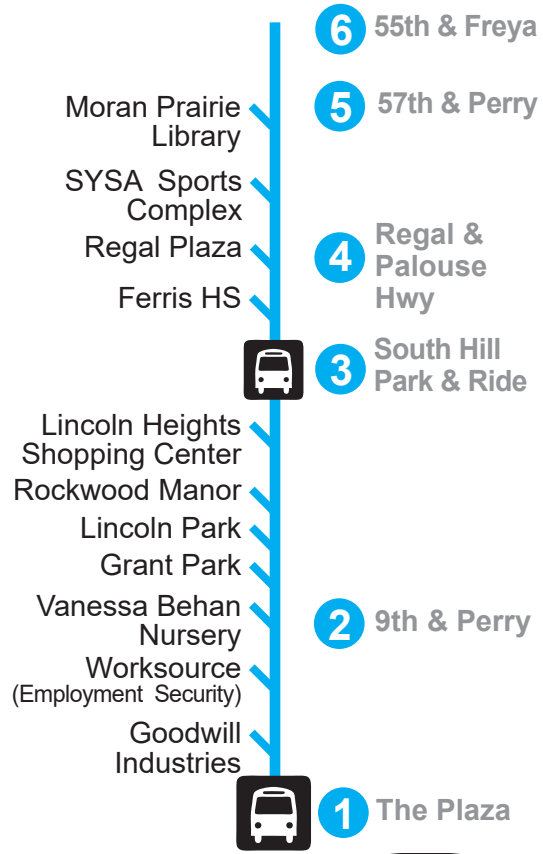 6 55th & Freya
Moran Prairie
Library
5 57th & Perry
SYSA Sports
Complex
Regal Plaza
Ferris HS
4 Regal &
Palouse
Hwy
3 South Hill
Park & Ride
Lincoln Heights
Shopping Center
Rockwood Manor
Lincoln Park
Grant Park
Vanessa Behan
Nursery
2 9th & Perry
Worksource
(Employment Security)
Goodwill
Industries
1 The Plaza